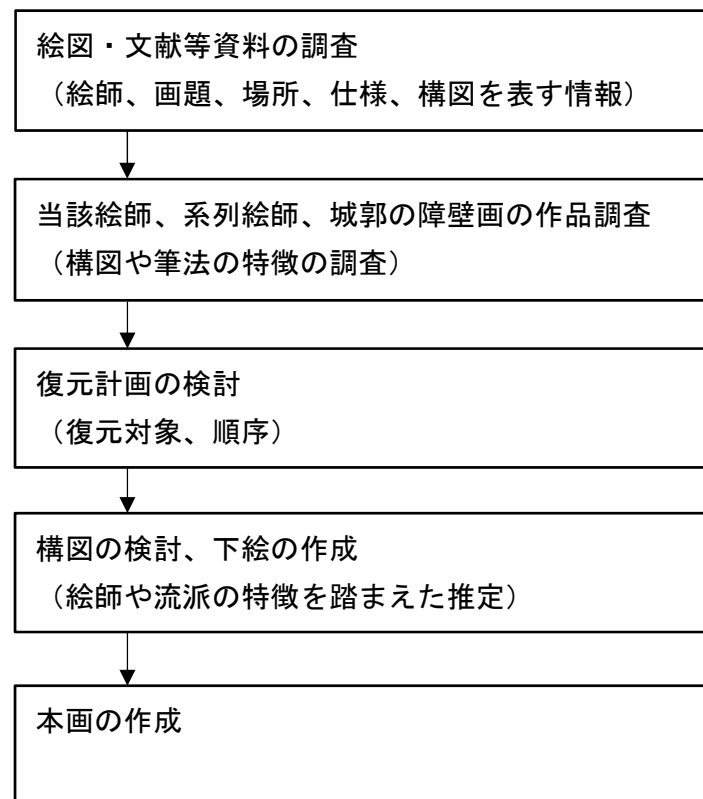 絵図・文献等資料の調査
（絵師、画題、場所、仕様、構図を表す情報）
当該絵師、系列絵師、城郭の障壁画の作品調査
（構図や筆法の特徴の調査）
復元計画の検討
（復元対象、順序）
構図の検討、下絵の作成
（絵師や流派の特徴を踏まえた推定）
本画の作成